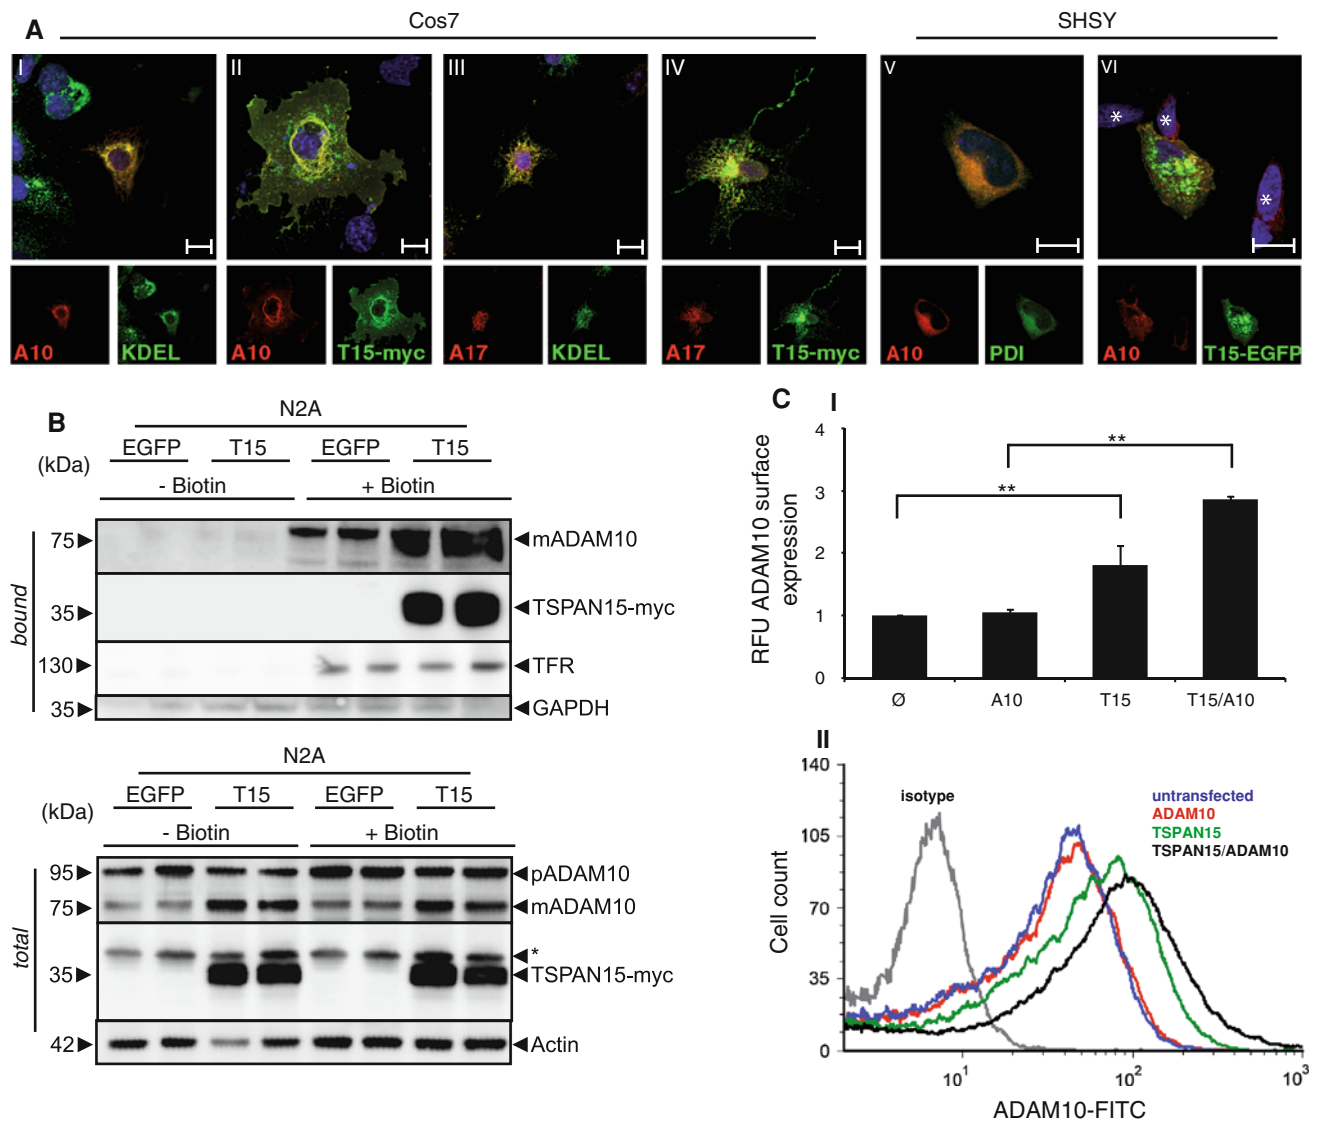 A
Cos7
SHSY
I
II
III
IV
V
VI
* * *
A10
KDEL
A10
T15-myc
A17
KDEL
A17
T15-myc
A10
PDI
A10
T15-EGFP
B
N2A
EGFP T15 EGFP T15
(kDa)
- Biotin + Biotin
bound
75 mADAM10
35 TSPAN15-myc
130 TFR
35 GAPDH
N2A
EGFP T15 EGFP T15
(kDa)
- Biotin + Biotin
total
95 pADAM10
75 mADAM10
*
35 TSPAN15-myc
42 Actin
C
I
RFU ADAM10 surface
expression
4
3
2
1
0
**
**
Ø A10 T15 T15/A10
II
Cell count
140
105
70
35
0
isotype
untransfected
ADAM10
TSPAN15
TSPAN15/ADAM10
10¹ 10² 10³
ADAM10-FITC